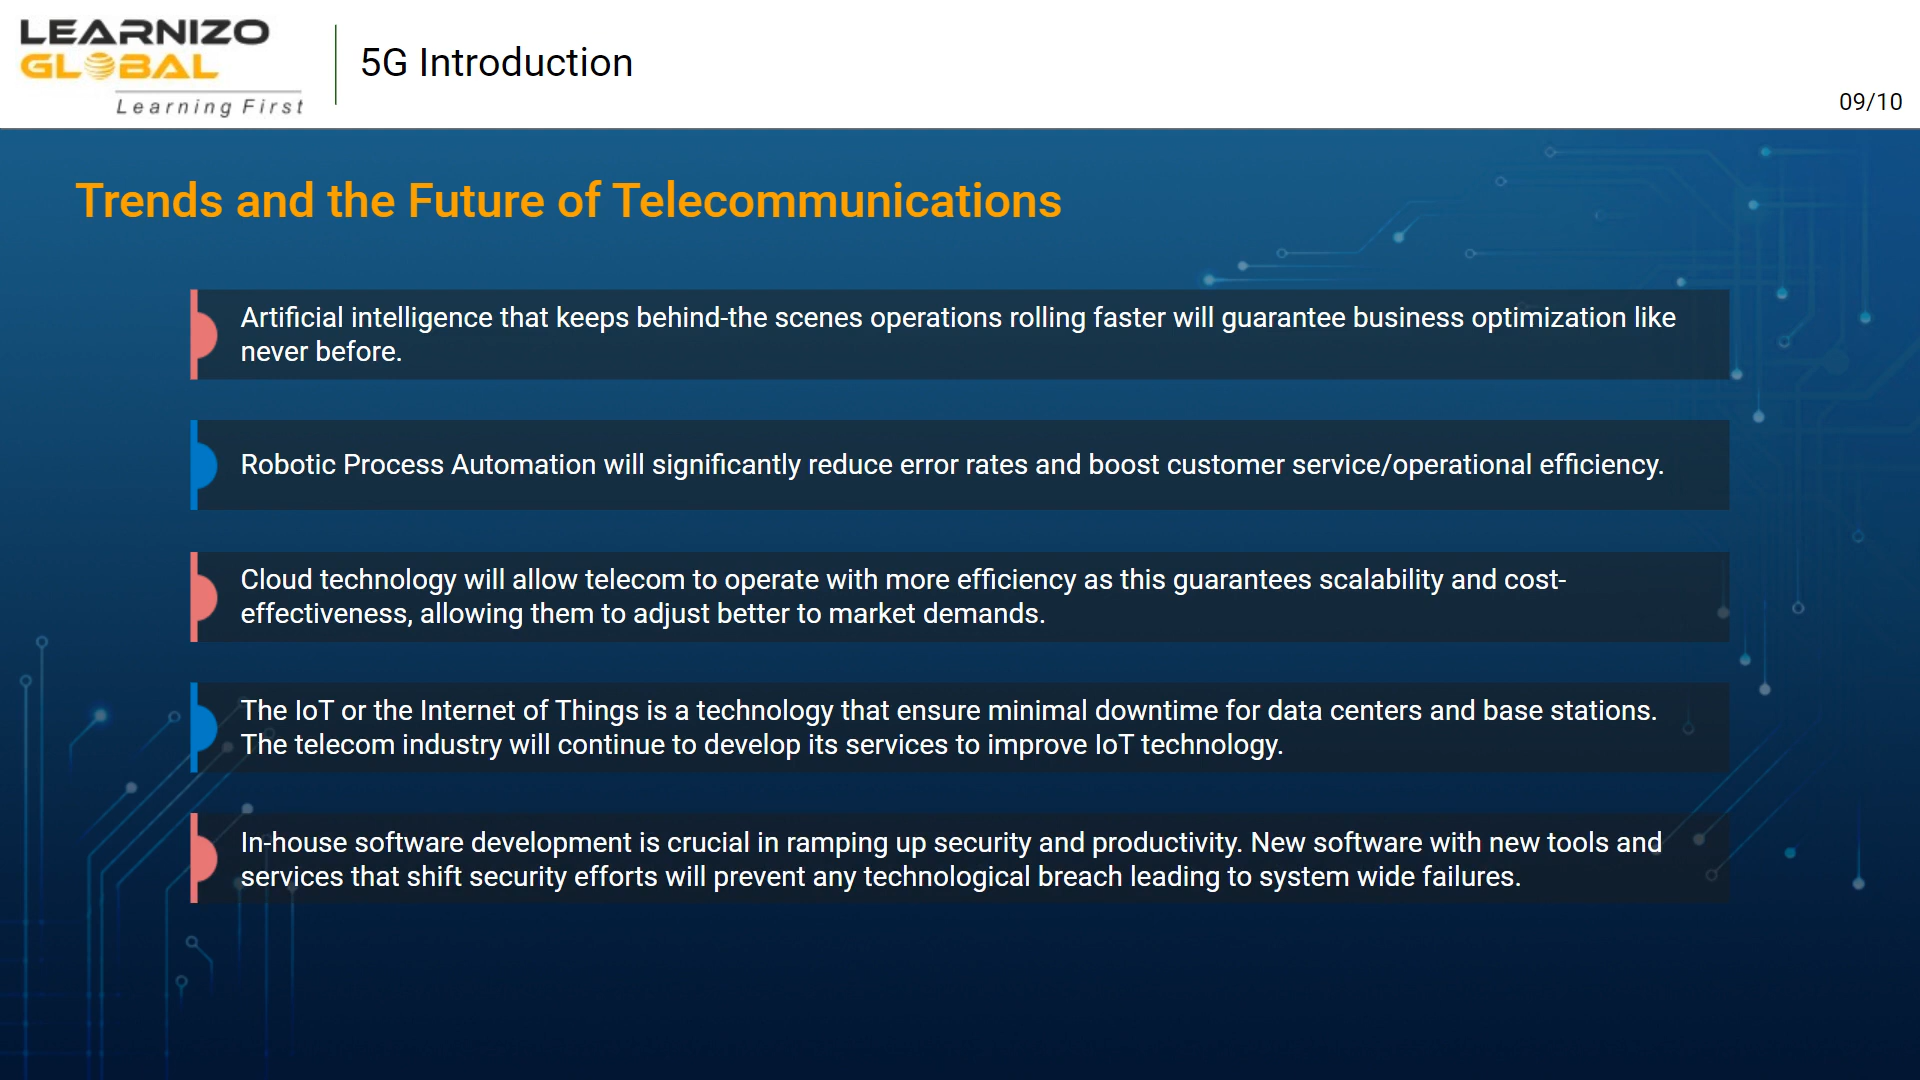 LEARNIZO
GLOBAL
Learning First
5G Introduction
09/10
Trends and the Future of Telecommunications
Artificial intelligence that keeps behind-the scenes operations rolling faster will guarantee business optimization like
never before.
Robotic Process Automation will significantly reduce error rates and boost customer service/operational efficiency.
Cloud technology will allow telecom to operate with more efficiency as this guarantees scalability and cost-
effectiveness, allowing them to adjust better to market demands.
The IoT or the Internet of Things is a technology that ensure minimal downtime for data centers and base stations.
The telecom industry will continue to develop its services to improve IoT technology.
In-house software development is crucial in ramping up security and productivity. New software with new tools and
services that shift security efforts will prevent any technological breach leading to system wide failures.